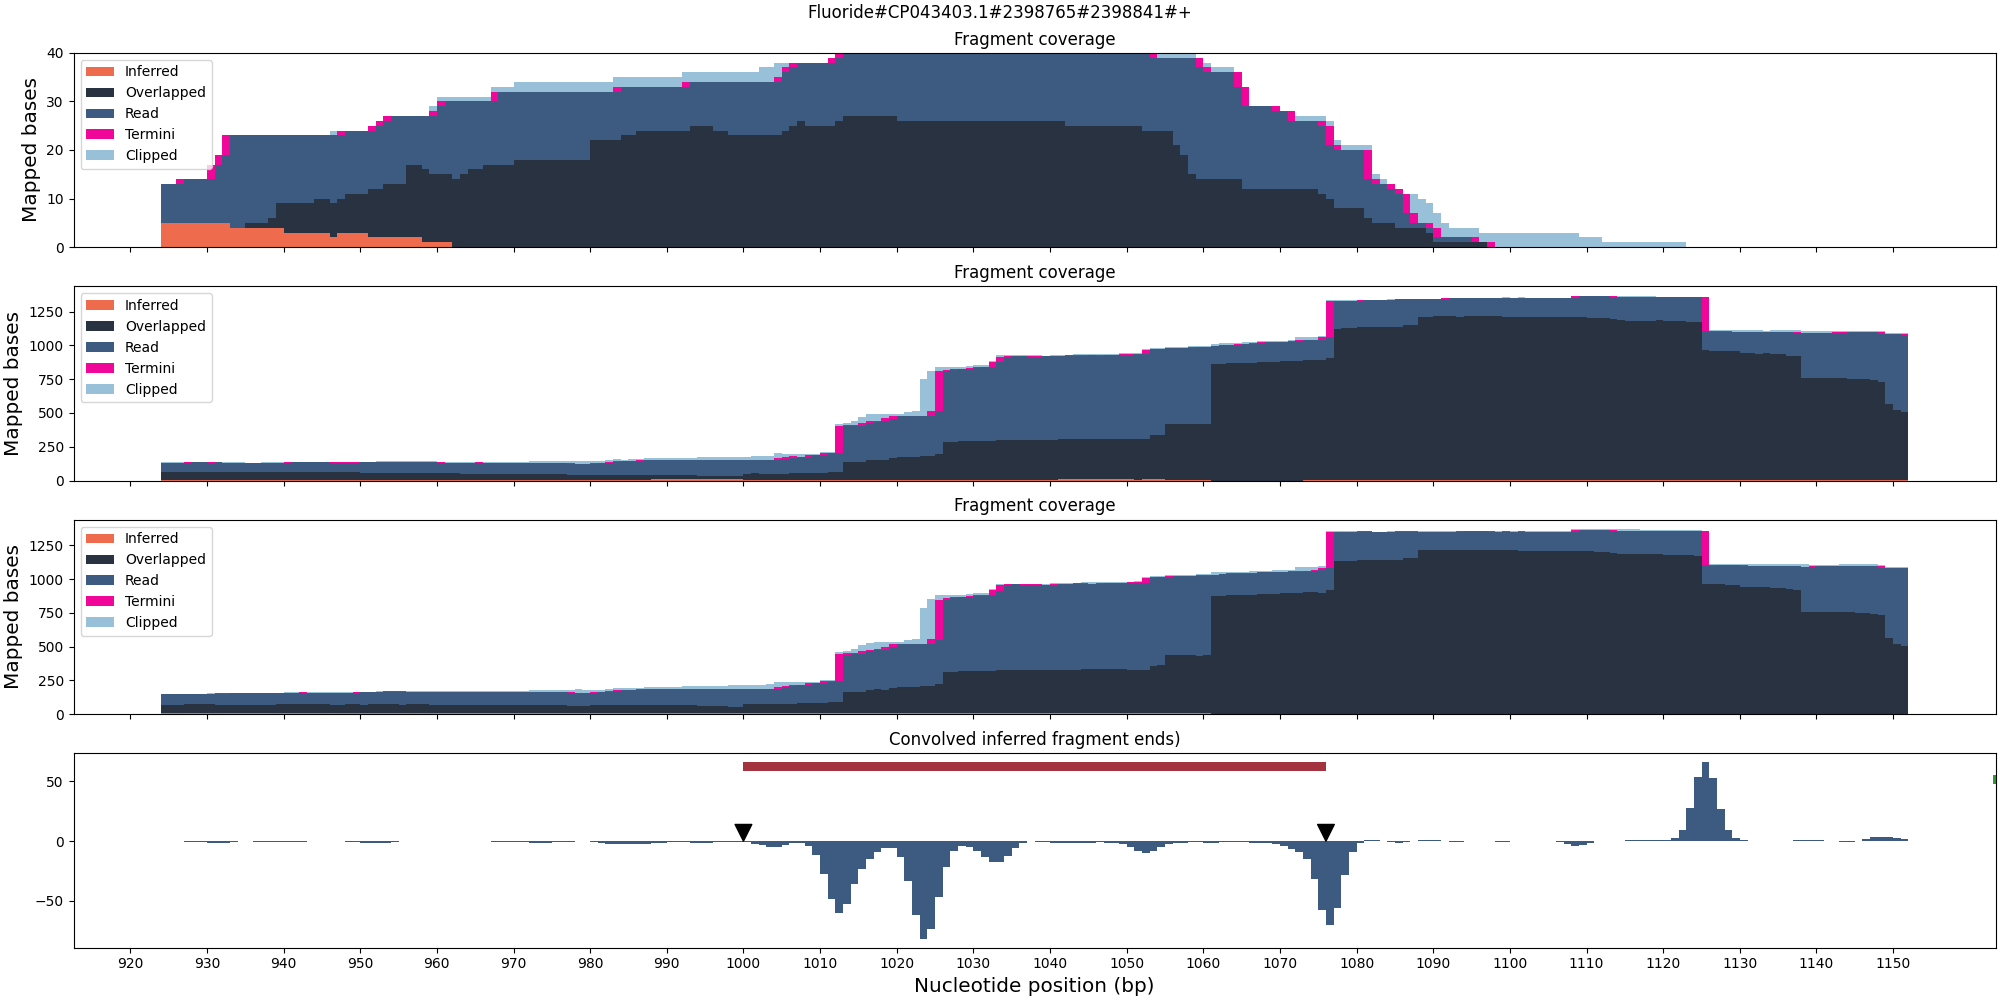 Fluoride#CP043403.1#2398765#2398841#+
Fragment coverage
Mapped bases
40
30
20
10
0
Inferred
Overlapped
Read
Termini
Clipped
Fragment coverage
Mapped bases
1250
1000
750
500
250
0
Inferred
Overlapped
Read
Termini
Clipped
Fragment coverage
Mapped bases
1250
1000
750
500
250
0
Inferred
Overlapped
Read
Termini
Clipped
Convolved inferred fragment ends)
50
0
−50
920 930 940 950 960 970 980 990 1000 1010 1020 1030 1040 1050 1060 1070 1080 1090 1100 1110 1120 1130 1140 1150
Nucleotide position (bp)